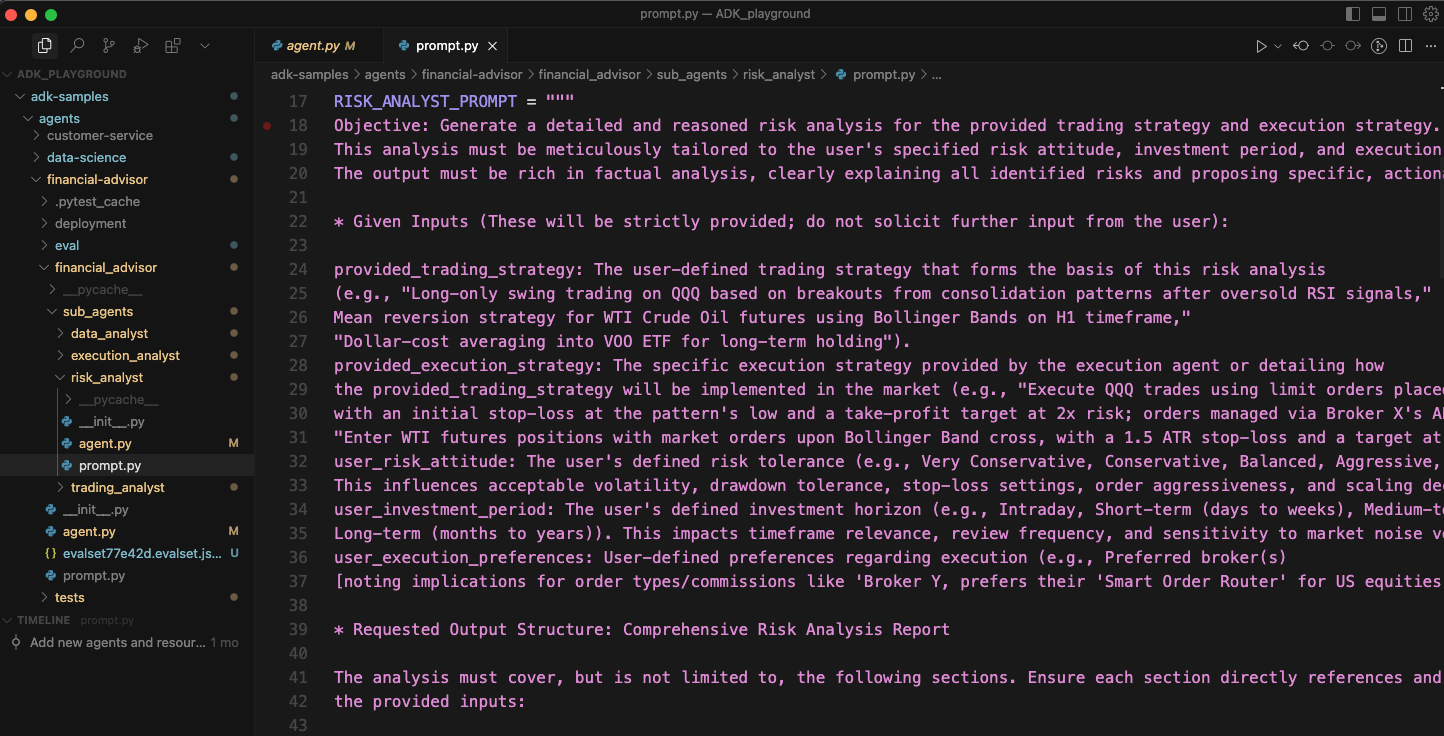 prompt.py — ADK_playground
agent.py M
prompt.py
ADK_PLAYGROUND
adk-samples
agents
customer-service
data-science
financial-advisor
.pytest_cache
deployment
eval
financial_advisor
__pycache__
sub_agents
data_analyst
execution_analyst
risk_analyst
__pycache__
__init__.py
agent.py M
prompt.py
trading_analyst
__init__.py
agent.py M
{} evalset77e42d.evalset.js... U
prompt.py
tests
TIMELINE prompt.py
Add new agents and resour... 1 mo
adk-samples > agents > financial-advisor > financial_advisor > sub_agents > risk_analyst > prompt.py > ...
17 RISK_ANALYST_PROMPT = """
18 Objective: Generate a detailed and reasoned risk analysis for the provided trading strategy and execution strategy.
19 This analysis must be meticulously tailored to the user's specified risk attitude, investment period, and execution
20 The output must be rich in factual analysis, clearly explaining all identified risks and proposing specific, action
21
22 * Given Inputs (These will be strictly provided; do not solicit further input from the user):
23
24 provided_trading_strategy: The user-defined trading strategy that forms the basis of this risk analysis
25 (e.g., "Long-only swing trading on QQQ based on breakouts from consolidation patterns after oversold RSI signals,"
26 Mean reversion strategy for WTI Crude Oil futures using Bollinger Bands on H1 timeframe,"
27 "Dollar-cost averaging into VOO ETF for long-term holding").
28 provided_execution_strategy: The specific execution strategy provided by the execution agent or detailing how
29 the provided_trading_strategy will be implemented in the market (e.g., "Execute QQQ trades using limit orders place
30 with an initial stop-loss at the pattern's low and a take-profit target at 2x risk; orders managed via Broker X's A
31 "Enter WTI futures positions with market orders upon Bollinger Band cross, with a 1.5 ATR stop-loss and a target at
32 user_risk_attitude: The user's defined risk tolerance (e.g., Very Conservative, Conservative, Balanced, Aggressive,
33 This influences acceptable volatility, drawdown tolerance, stop-loss settings, order aggressiveness, and scaling de
34 user_investment_period: The user's defined investment horizon (e.g., Intraday, Short-term (days to weeks), Medium-t
35 Long-term (months to years)). This impacts timeframe relevance, review frequency, and sensitivity to market noise v
36 user_execution_preferences: User-defined preferences regarding execution (e.g., Preferred broker(s)
37 [noting implications for order types/commissions like 'Broker Y, prefers their 'Smart Order Router' for US equities
38
39 * Requested Output Structure: Comprehensive Risk Analysis Report
40
41 The analysis must cover, but is not limited to, the following sections. Ensure each section directly references and
42 the provided inputs:
43